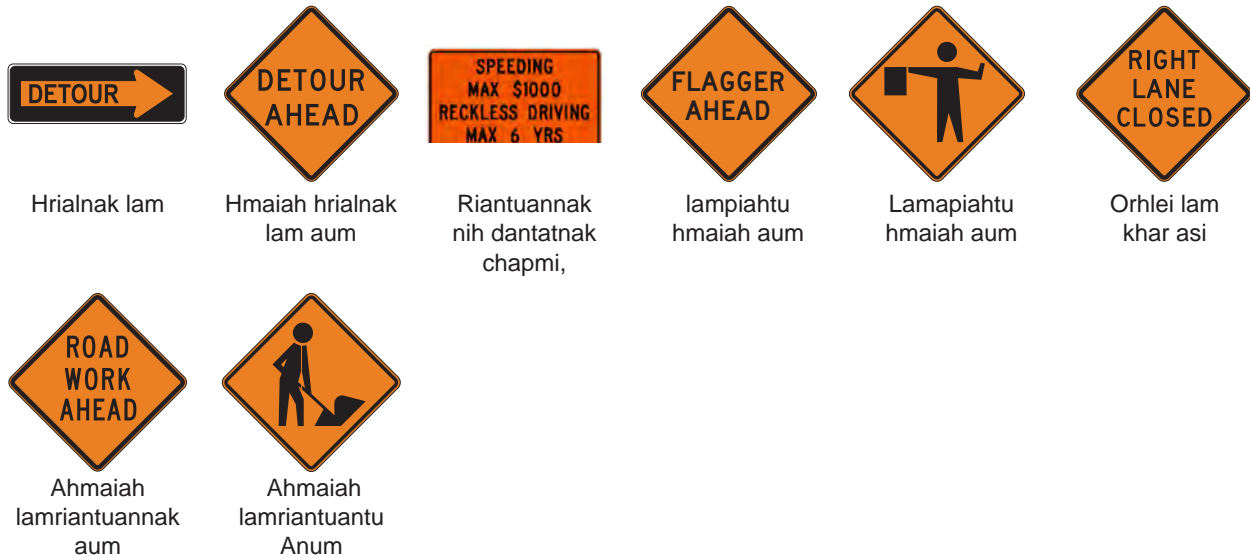 DETOUR
DETOUR
AHEAD
SPEEDING
MAX $1000
RECKLESS DRIVING
MAX 6 YRS
FLAGGER
AHEAD
RIGHT
LANE
CLOSED
Hrialnak lam
Hmaiah hrialnak
lam aum
Riantuannak
nih dantatnak
chapmi,
lampiahtu
hmaiah aum
Lamapiahtu
hmaiah aum
Orhlei lam
khar asi
ROAD
WORK
AHEAD
Ahmaiah
lamriantuannak
aum
Ahmaiah
lamriantuantu
Anum